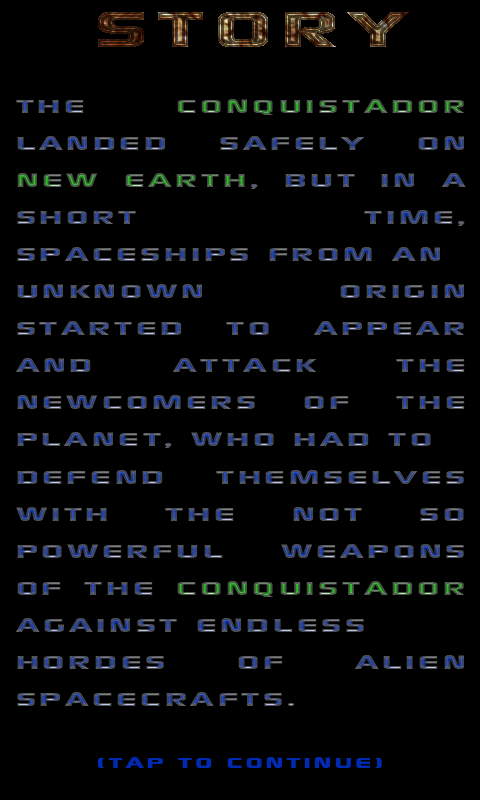 STORY
THE CONQUISTADOR
LANDED SAFELY ON
NEW EARTH, BUT IN A
SHORT TIME,
SPACESHIPS FROM AN
UNKNOWN ORIGIN
STARTED TO APPEAR
AND ATTACK THE
NEWCOMERS OF THE
PLANET, WHO HAD TO
DEFEND THEMSELVES
WITH THE NOT SO
POWERFUL WEAPONS
OF THE CONQUISTADOR
AGAINST ENDLESS
HORDES OF ALIEN
SPACECRAFTS.
(TAP TO CONTINUE)